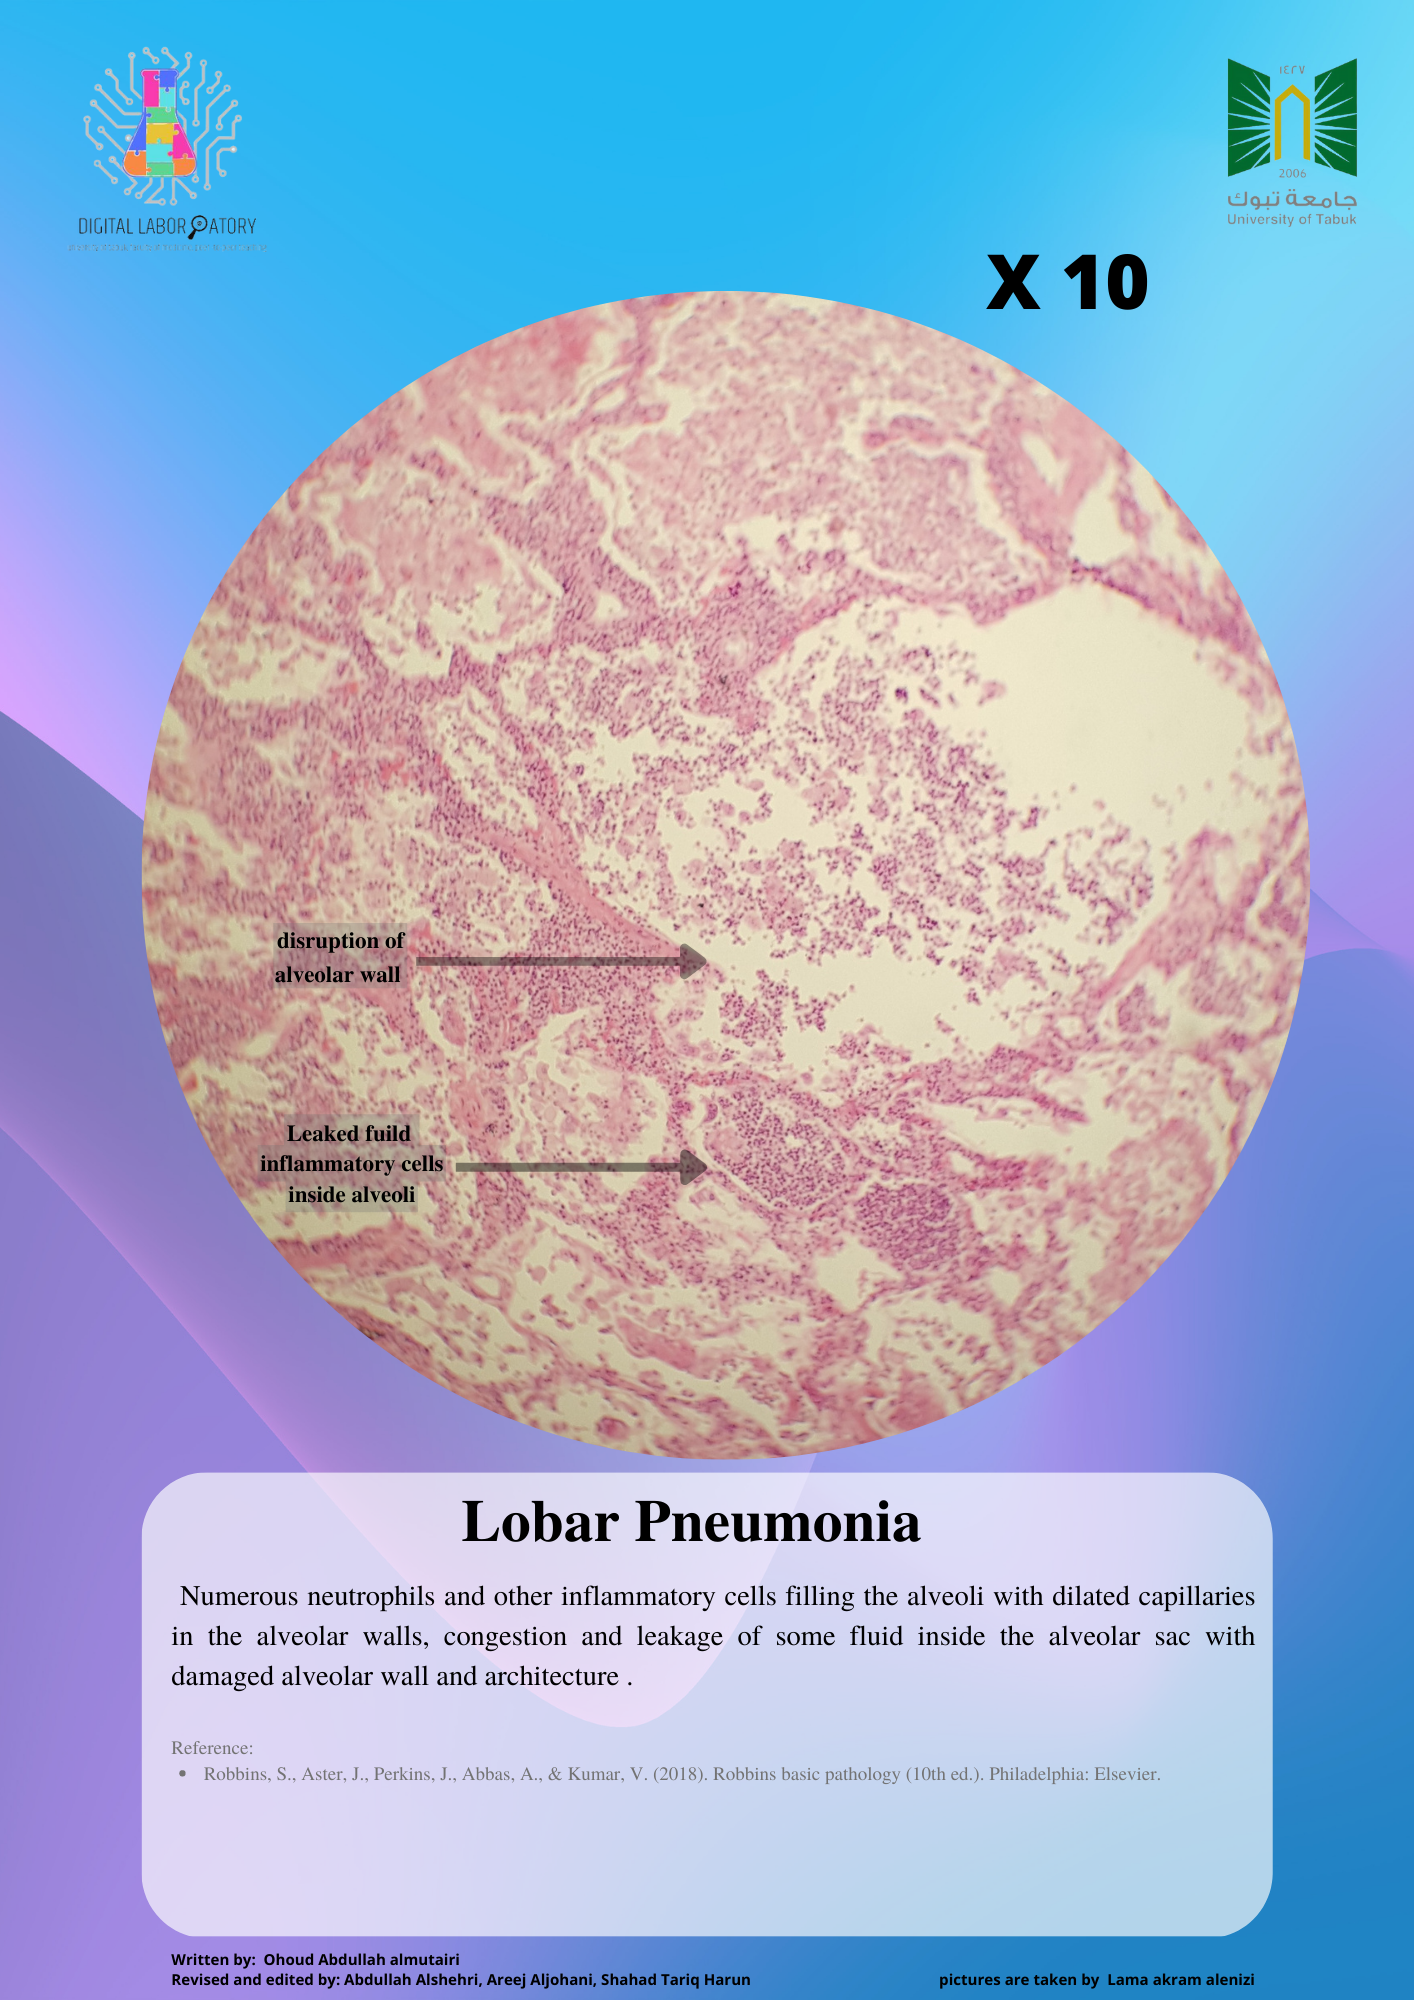 ١٤٢٧
2006
جامعة تبوك
University of Tabuk
DIGITAL LABORATORY
X 10
disruption of
alveolar wall
Leaked fuild
inflammatory cells
inside alveoli
Lobar Pneumonia
Numerous neutrophils and other inflammatory cells filling the alveoli with dilated capillaries
in the alveolar walls, congestion and leakage of some fluid inside the alveolar sac with
damaged alveolar wall and architecture .
Reference:
• Robbins, S., Aster, J., Perkins, J., Abbas, A., & Kumar, V. (2018). Robbins basic pathology (10th ed.). Philadelphia: Elsevier.
Written by: Ohoud Abdullah almutairi
Revised and edited by: Abdullah Alshehri, Areej Aljohani, Shahad Tariq Harun
pictures are taken by Lama akram alenizi